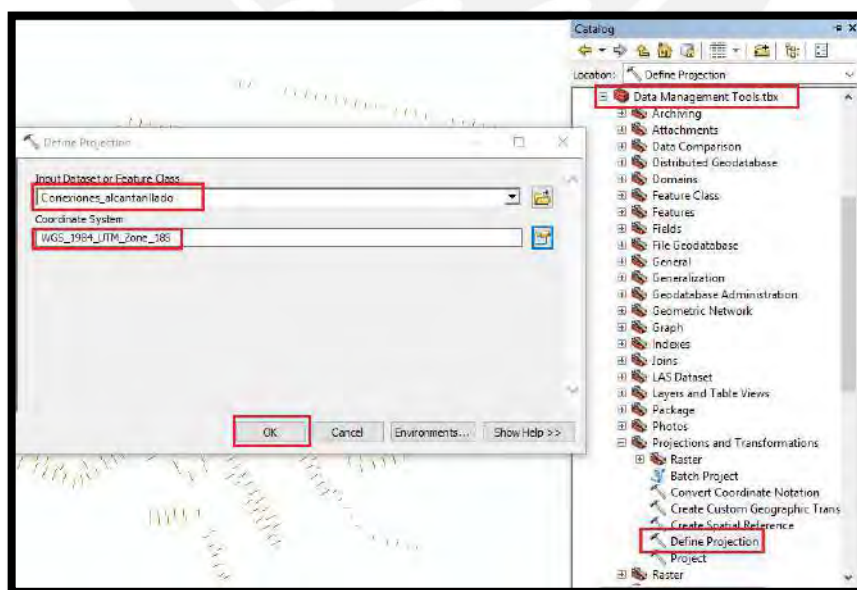 Catalog
Location: Define Projection
Data Management Tools.tbx
Archiving
Attachments
Data Comparison
Distributed Geodatabase
Domains
Feature Class
Features
Fields
File Geodatabase
General
Generalization
Geodatabase Administration
Geometric Network
Graph
Indexes
Joins
LAS Dataset
Layers and Table Views
Package
Photos
Projections and Transformations
Raster
Batch Project
Convert Coordinate Notation
Create Custom Geographic Trans
Create Spatial Reference
Define Projection
Project
Raster
Define Projection
Input Dataset or Feature Class
Conexiones_alcantarillado
Coordinate System
WGS_1984_UTM_Zone_18S
OK
Cancel
Environments...
Show Help >>